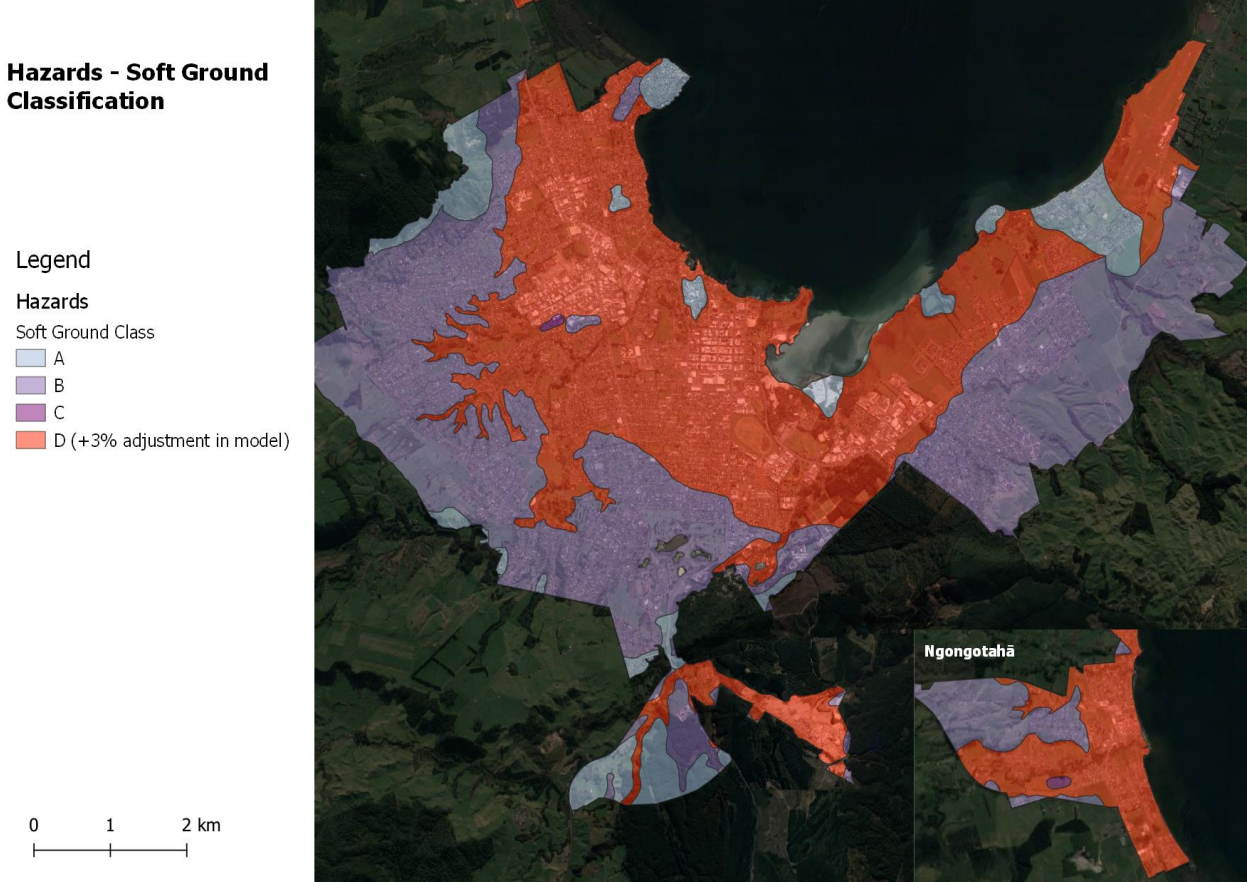 Hazards - Soft Ground
Classification
Legend
Hazards
Soft Ground Class
A
B
C
D (+3% adjustment in model)
0 1 2 km
Ngongotahā